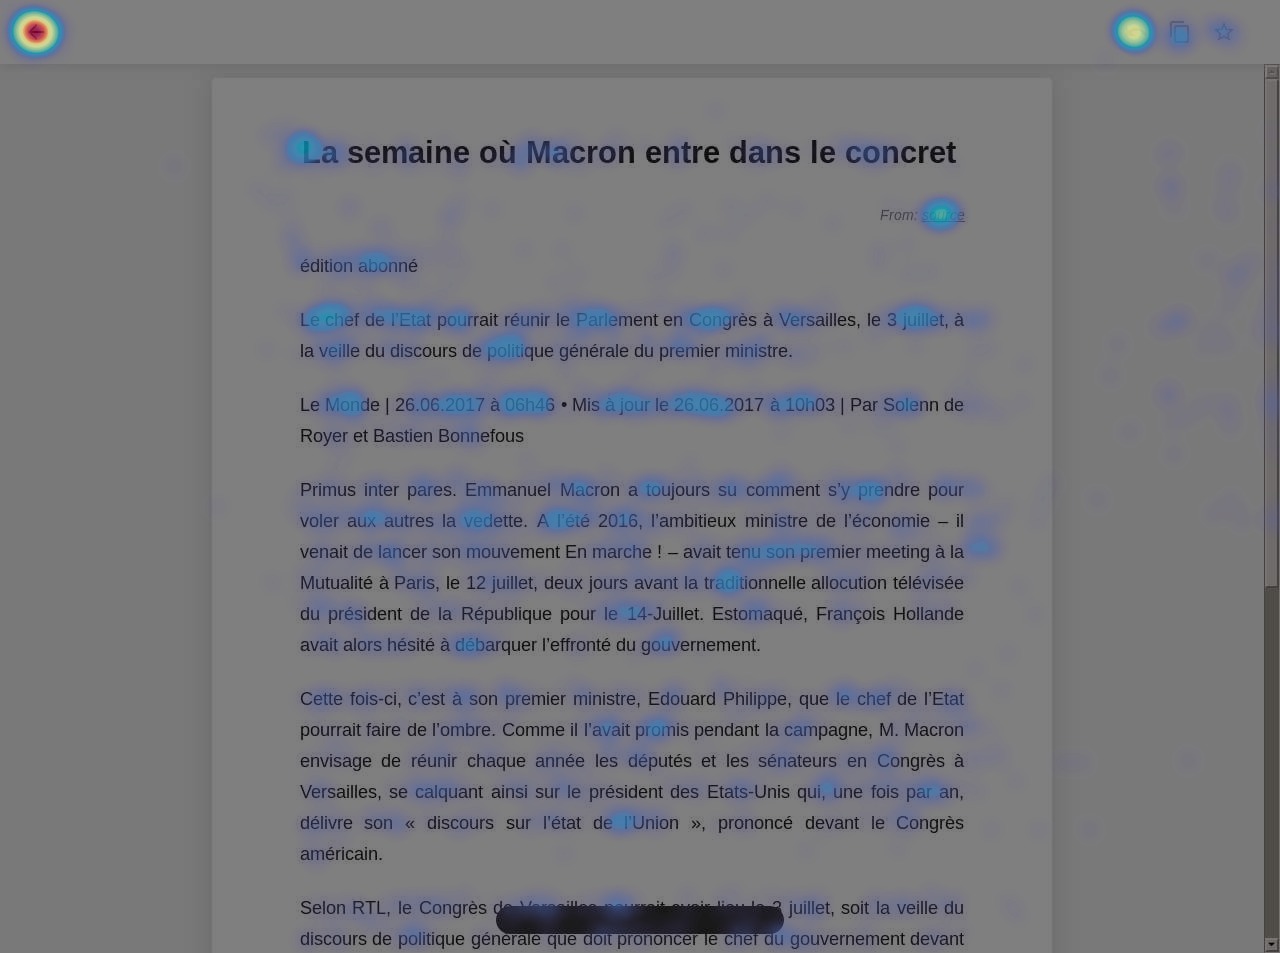 La semaine où Macron entre dans le concret
From: source
édition abonné
Le chef de l’Etat pourrait réunir le Parlement en Congrès à Versailles, le 3 juillet, à
la veille du discours de politique générale du premier ministre.
Le Monde | 26.06.2017 à 06h46 • Mis à jour le 26.06.2017 à 10h03 | Par Solenn de
Royer et Bastien Bonnefous
Primus inter pares. Emmanuel Macron a toujours su comment s’y prendre pour
voler aux autres la vedette. A l’été 2016, l’ambitieux ministre de l’économie – il
venait de lancer son mouvement En marche ! – avait tenu son premier meeting à la
Mutualité à Paris, le 12 juillet, deux jours avant la traditionnelle allocution télévisée
du président de la République pour le 14-Juillet. Estomaqué, François Hollande
avait alors hésité à débarquer l’effronté du gouvernement.
Cette fois-ci, c’est à son premier ministre, Edouard Philippe, que le chef de l’Etat
pourrait faire de l’ombre. Comme il l’avait promis pendant la campagne, M. Macron
envisage de réunir chaque année les députés et les sénateurs en Congrès à
Versailles, se calquant ainsi sur le président des Etats-Unis qui, une fois par an,
délivre son « discours sur l’état de l’Union », prononcé devant le Congrès
américain.
Selon RTL, le Congrès de Versailles pourrait avoir lieu le 3 juillet, soit la veille du
discours de politique générale que doit prononcer le chef du gouvernement devant